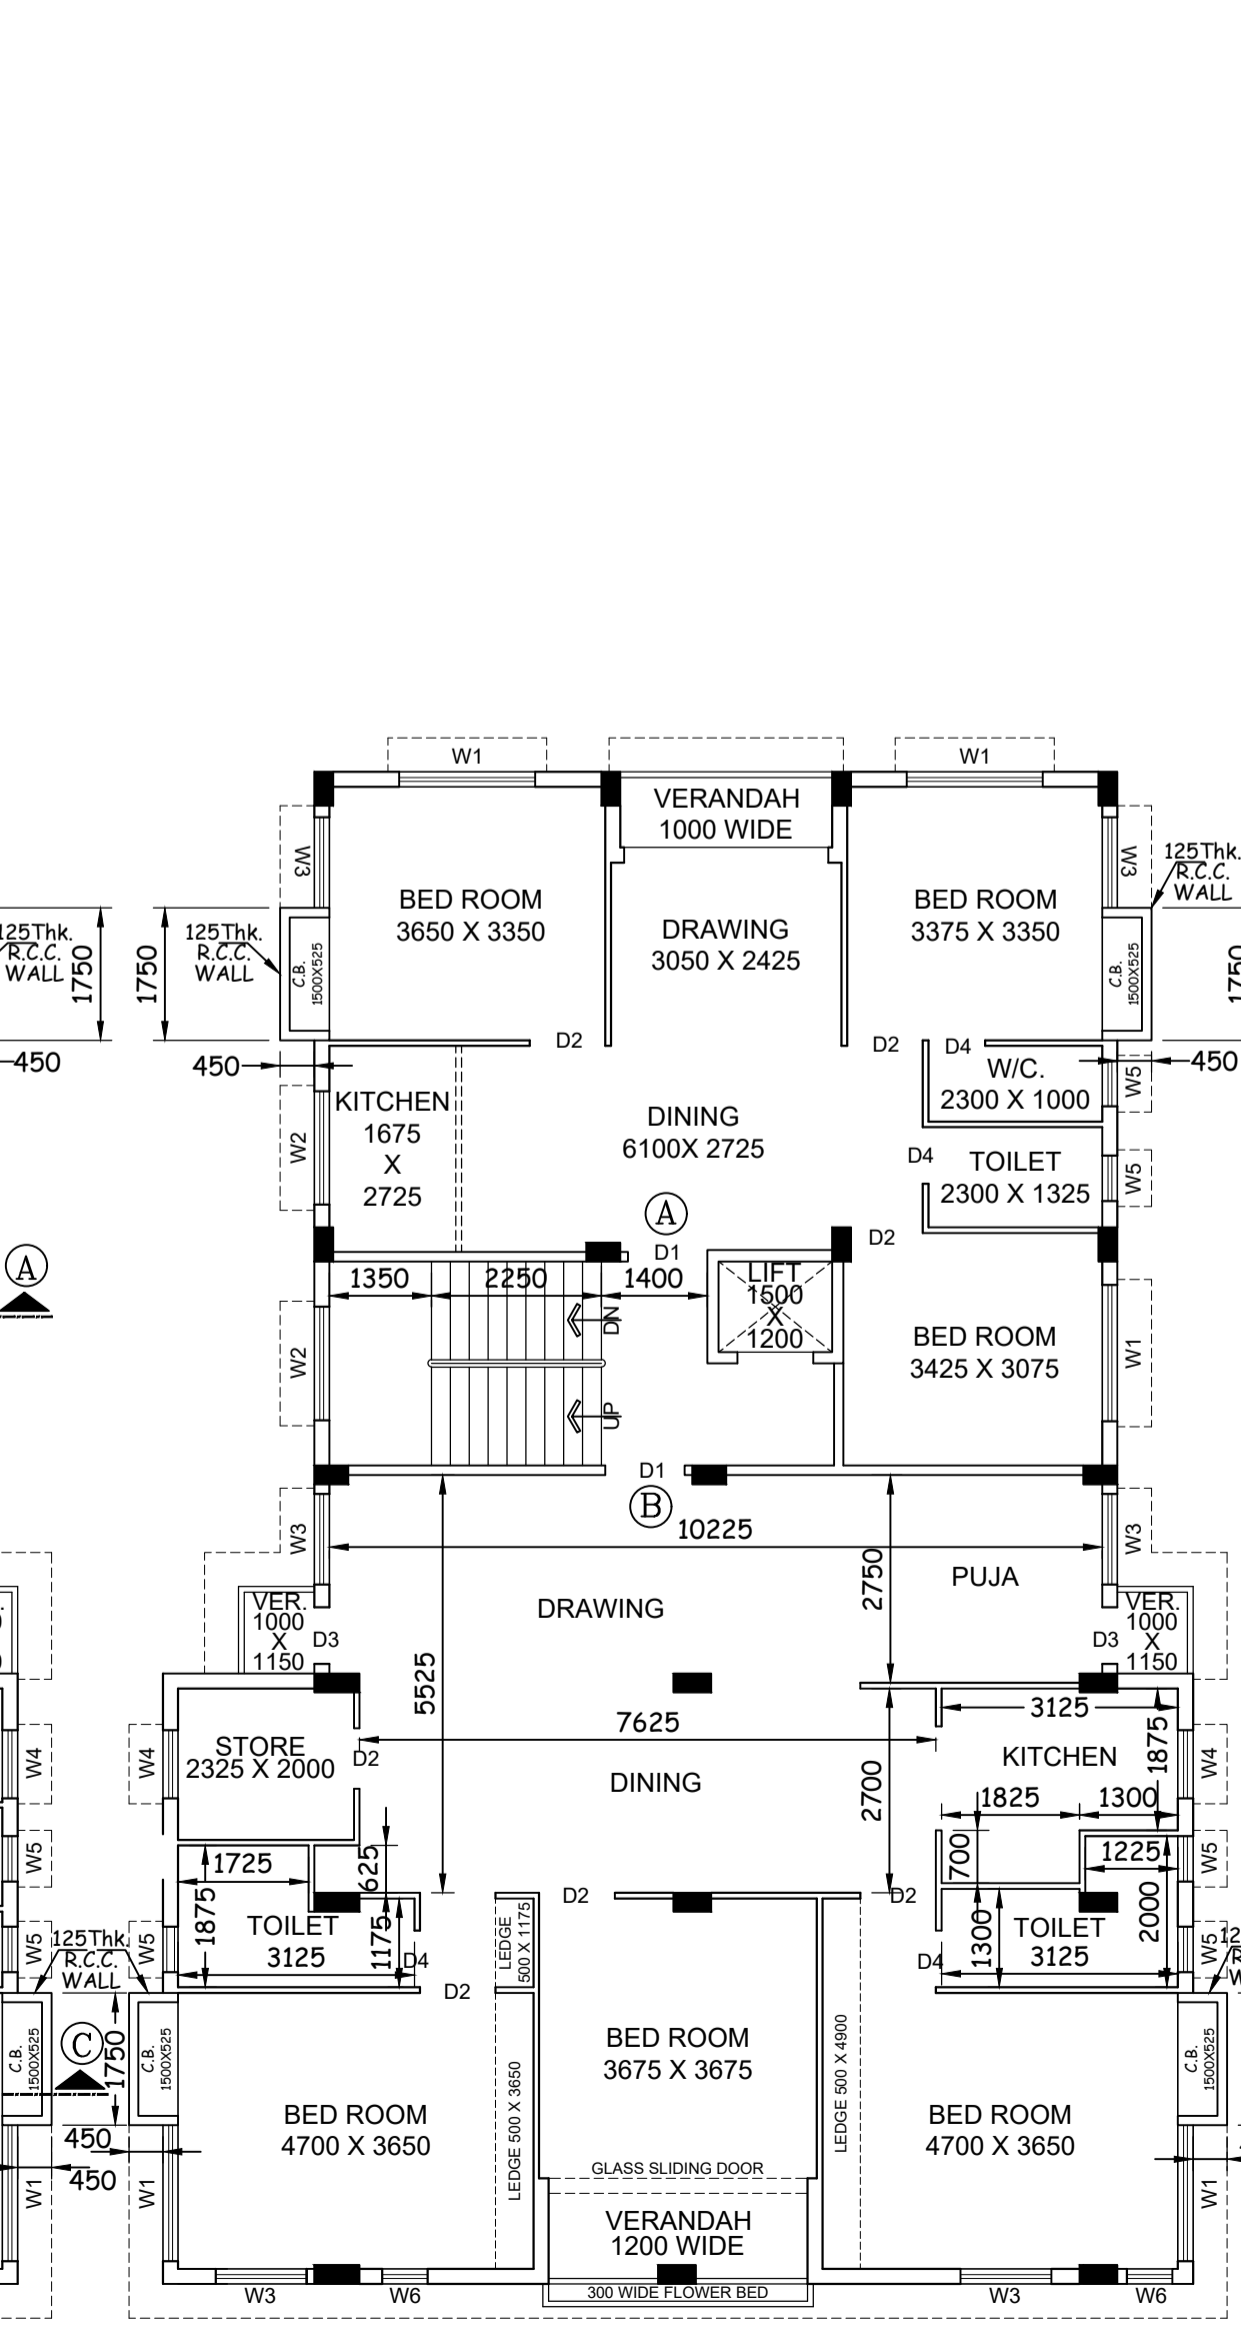 W1
W1
VERANDAH
1000 WIDE
W3
W3
125Thk.
R.C.C.
WALL
BED ROOM
3650 X 3350
DRAWING
3050 X 2425
BED ROOM
3375 X 3350
125Thk.
R.C.C.
WALL
1750
1750
125Thk.
R.C.C.
WALL
C.B.
1500X525
C.B.
1500X525
1750
450
450
D2
D2
D4
450
W/C.
2300 X 1000
W5
KITCHEN
1675
X
2725
W2
DINING
6100X 2725
D4
TOILET
2300 X 1325
W5
A
D1
D2
A
1350
2250
1400
LIFT
1500
X
1200
DN
W2
BED ROOM
3425 X 3075
W1
UP
D1
B
10225
W3
W3
2750
PUJA
DRAWING
VER.
1000
X
1150
D3
D3
VER.
1000
X
1150
5525
3125
7625
STORE
2325 X 2000
D2
KITCHEN
1875
W4
W4
W4
DINING
2700
1825
1300
W5
1725
625
700
1225
W5
D2
D2
1875
TOILET
3125
1175
D4
LEDGE
500 X 1175
D4
1300
TOILET
3125
2000
W5
W5
W5
125Thk.
R.C.C.
WALL
D2
C
1750
C.B.
1500X525
C.B.
1500X525
C.B.
1500X525
BED ROOM
3675 X 3675
LEDGE 500 X 3650
LEDGE 500 X 4900
BED ROOM
4700 X 3650
BED ROOM
4700 X 3650
450
450
GLASS SLIDING DOOR
W1
W1
W1
VERANDAH
1200 WIDE
300 WIDE FLOWER BED
W3
W6
W3
W6